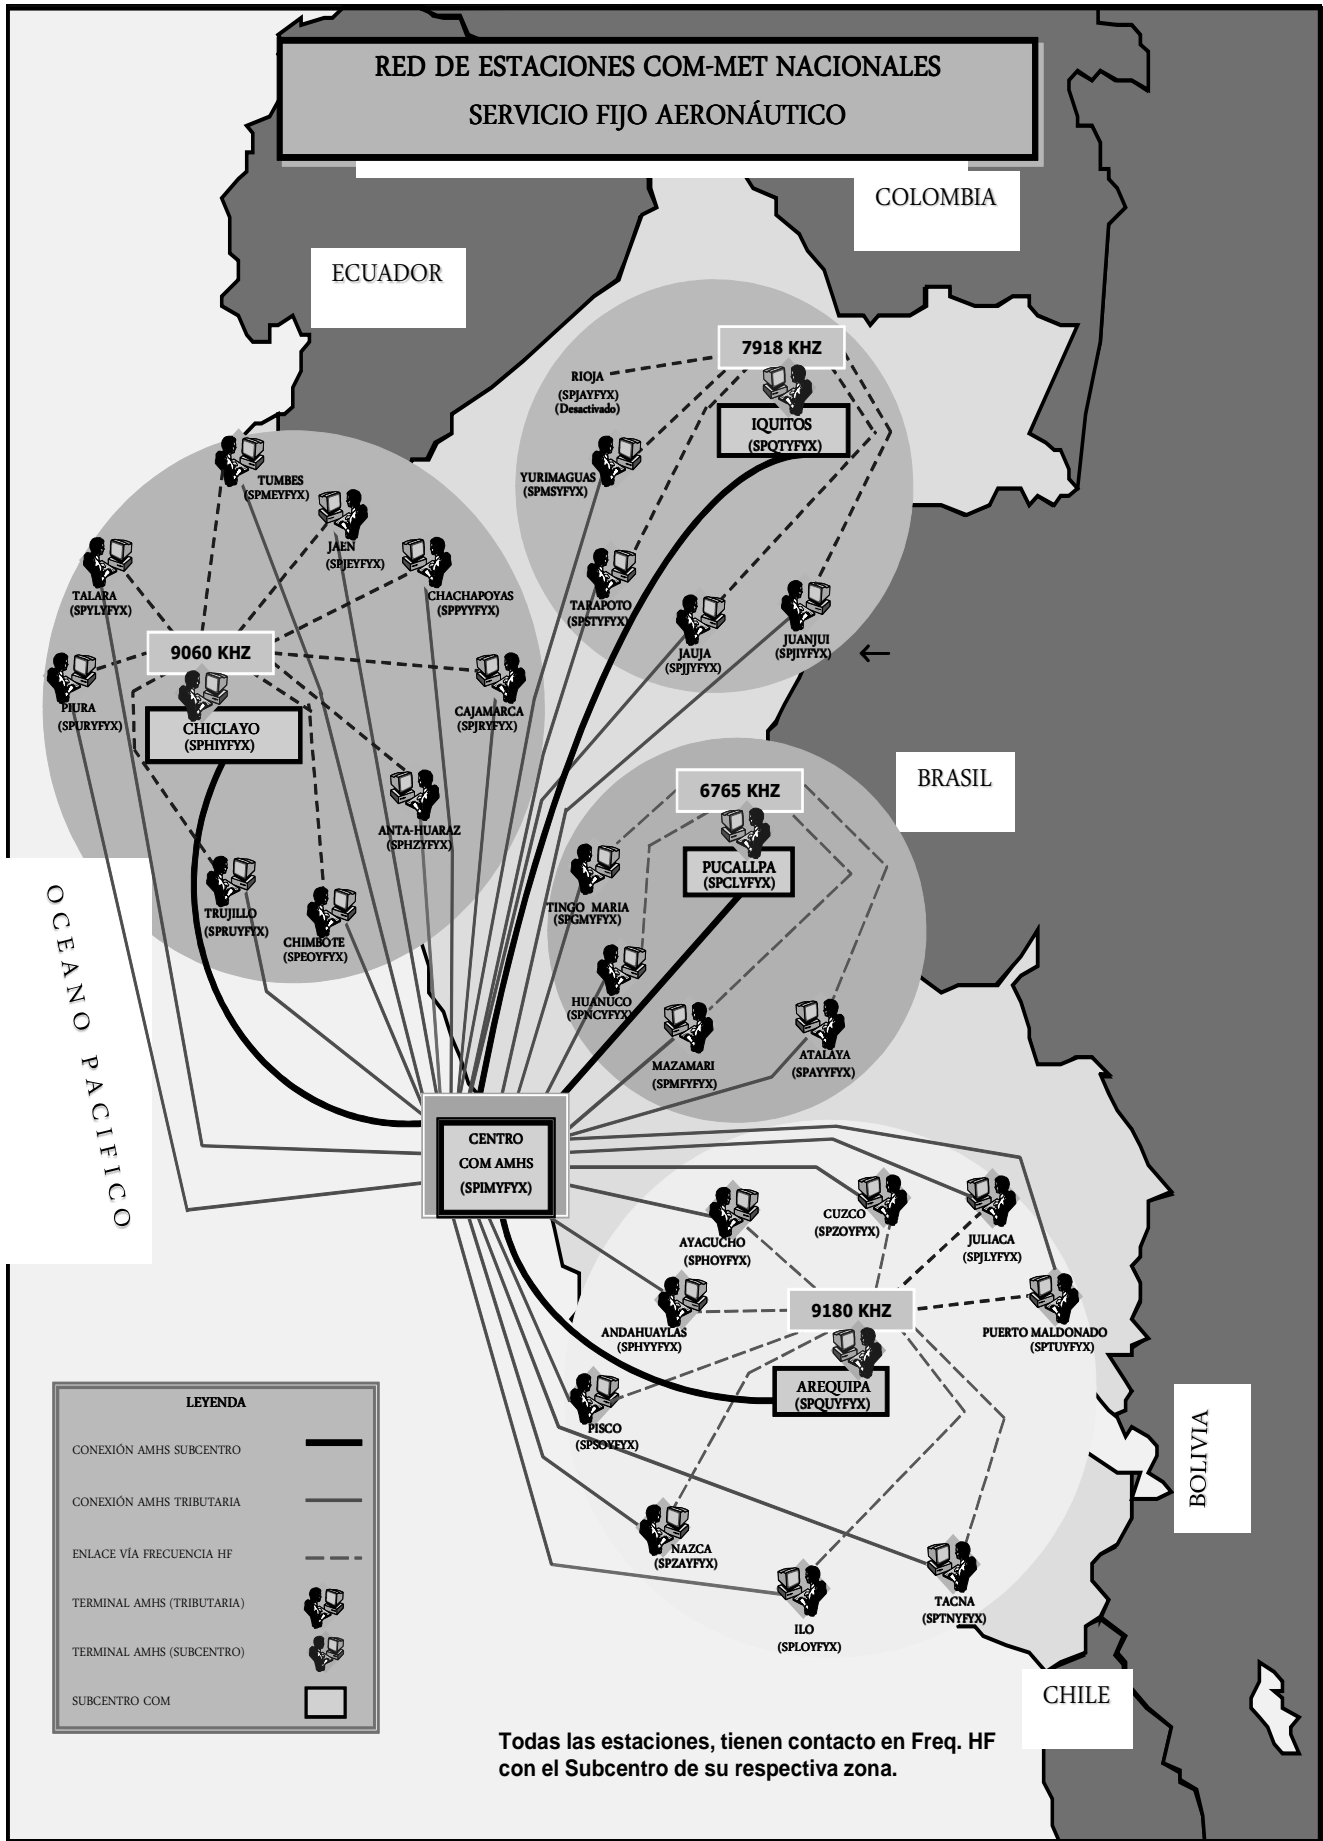 RED DE ESTACIONES COM-MET NACIONALES
SERVICIO FIJO AERONÁUTICO
COLOMBIA
ECUADOR
7918 KHZ
RIOJA
(SPJAYFYX)
(Desactivado)
IQUITOS
(SPQTYFYX)
YURIMAGUAS
(SPMSYFYX)
TUMBES
(SPMEYFYX)
JAEN
(SPJEYFYX)
TALARA
(SPYLYFYX)
CHACHAPOYAS
(SPPYYFYX)
TARAPOTO
(SPSTYFYX)
JAUJA
(SPJJYFYX)
JUANJUI
(SPJIYFYX)
9060 KHZ
PIURA
(SPURYFYX)
CHICLAYO
(SPHIYFYX)
CAJAMARCA
(SPJRYFYX)
BRASIL
6765 KHZ
ANTA-HUARAZ
(SPHZYFYX)
PUCALLPA
(SPCLYFYX)
TINGO MARIA
(SPGMYFYX)
TRUJILLO
(SPRUYFYX)
CHIMBOTE
(SPEOYFYX)
OCEANO PACIFICO
HUANUCO
(SPNCYFYX)
MAZAMARI
(SPMFYFYX)
ATALAYA
(SPAYYFYX)
CENTRO
COM AMHS
(SPIMYFYX)
AYACUCHO
(SPHOYFYX)
CUZCO
(SPZOYFYX)
JULIACA
(SPJLYFYX)
9180 KHZ
ANDAHUAYLAS
(SPHYYFYX)
PUERTO MALDONADO
(SPTUYFYX)
AREQUIPA
(SPQUYFYX)
PISCO
(SPSOYFYX)
BOLIVIA
NAZCA
(SPZAYFYX)
TACNA
(SPTNYFYX)
ILO
(SPLOYFYX)
CHILE
LEYENDA
CONEXIÓN AMHS SUBCENTRO
CONEXIÓN AMHS TRIBUTARIA
ENLACE VÍA FRECUENCIA HF
TERMINAL AMHS (TRIBUTARIA)
TERMINAL AMHS (SUBCENTRO)
SUBCENTRO COM
Todas las estaciones, tienen contacto en Freq. HF
con el Subcentro de su respectiva zona.